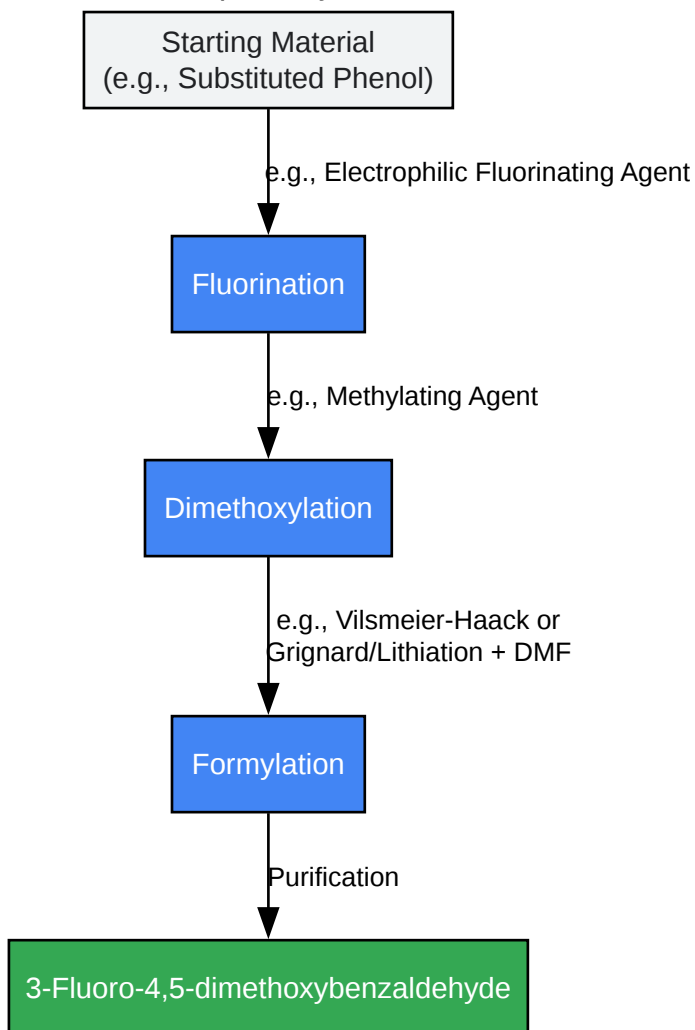 Starting Material
(e.g., Substituted Phenol)
e.g., Electrophilic Fluorinating Agent
Fluorination
e.g., Methylating Agent
Dimethoxylation
e.g., Vilsmeier-Haack or
Grignard/Lithiation + DMF
Formylation
Purification
3-Fluoro-4,5-dimethoxybenzaldehyde